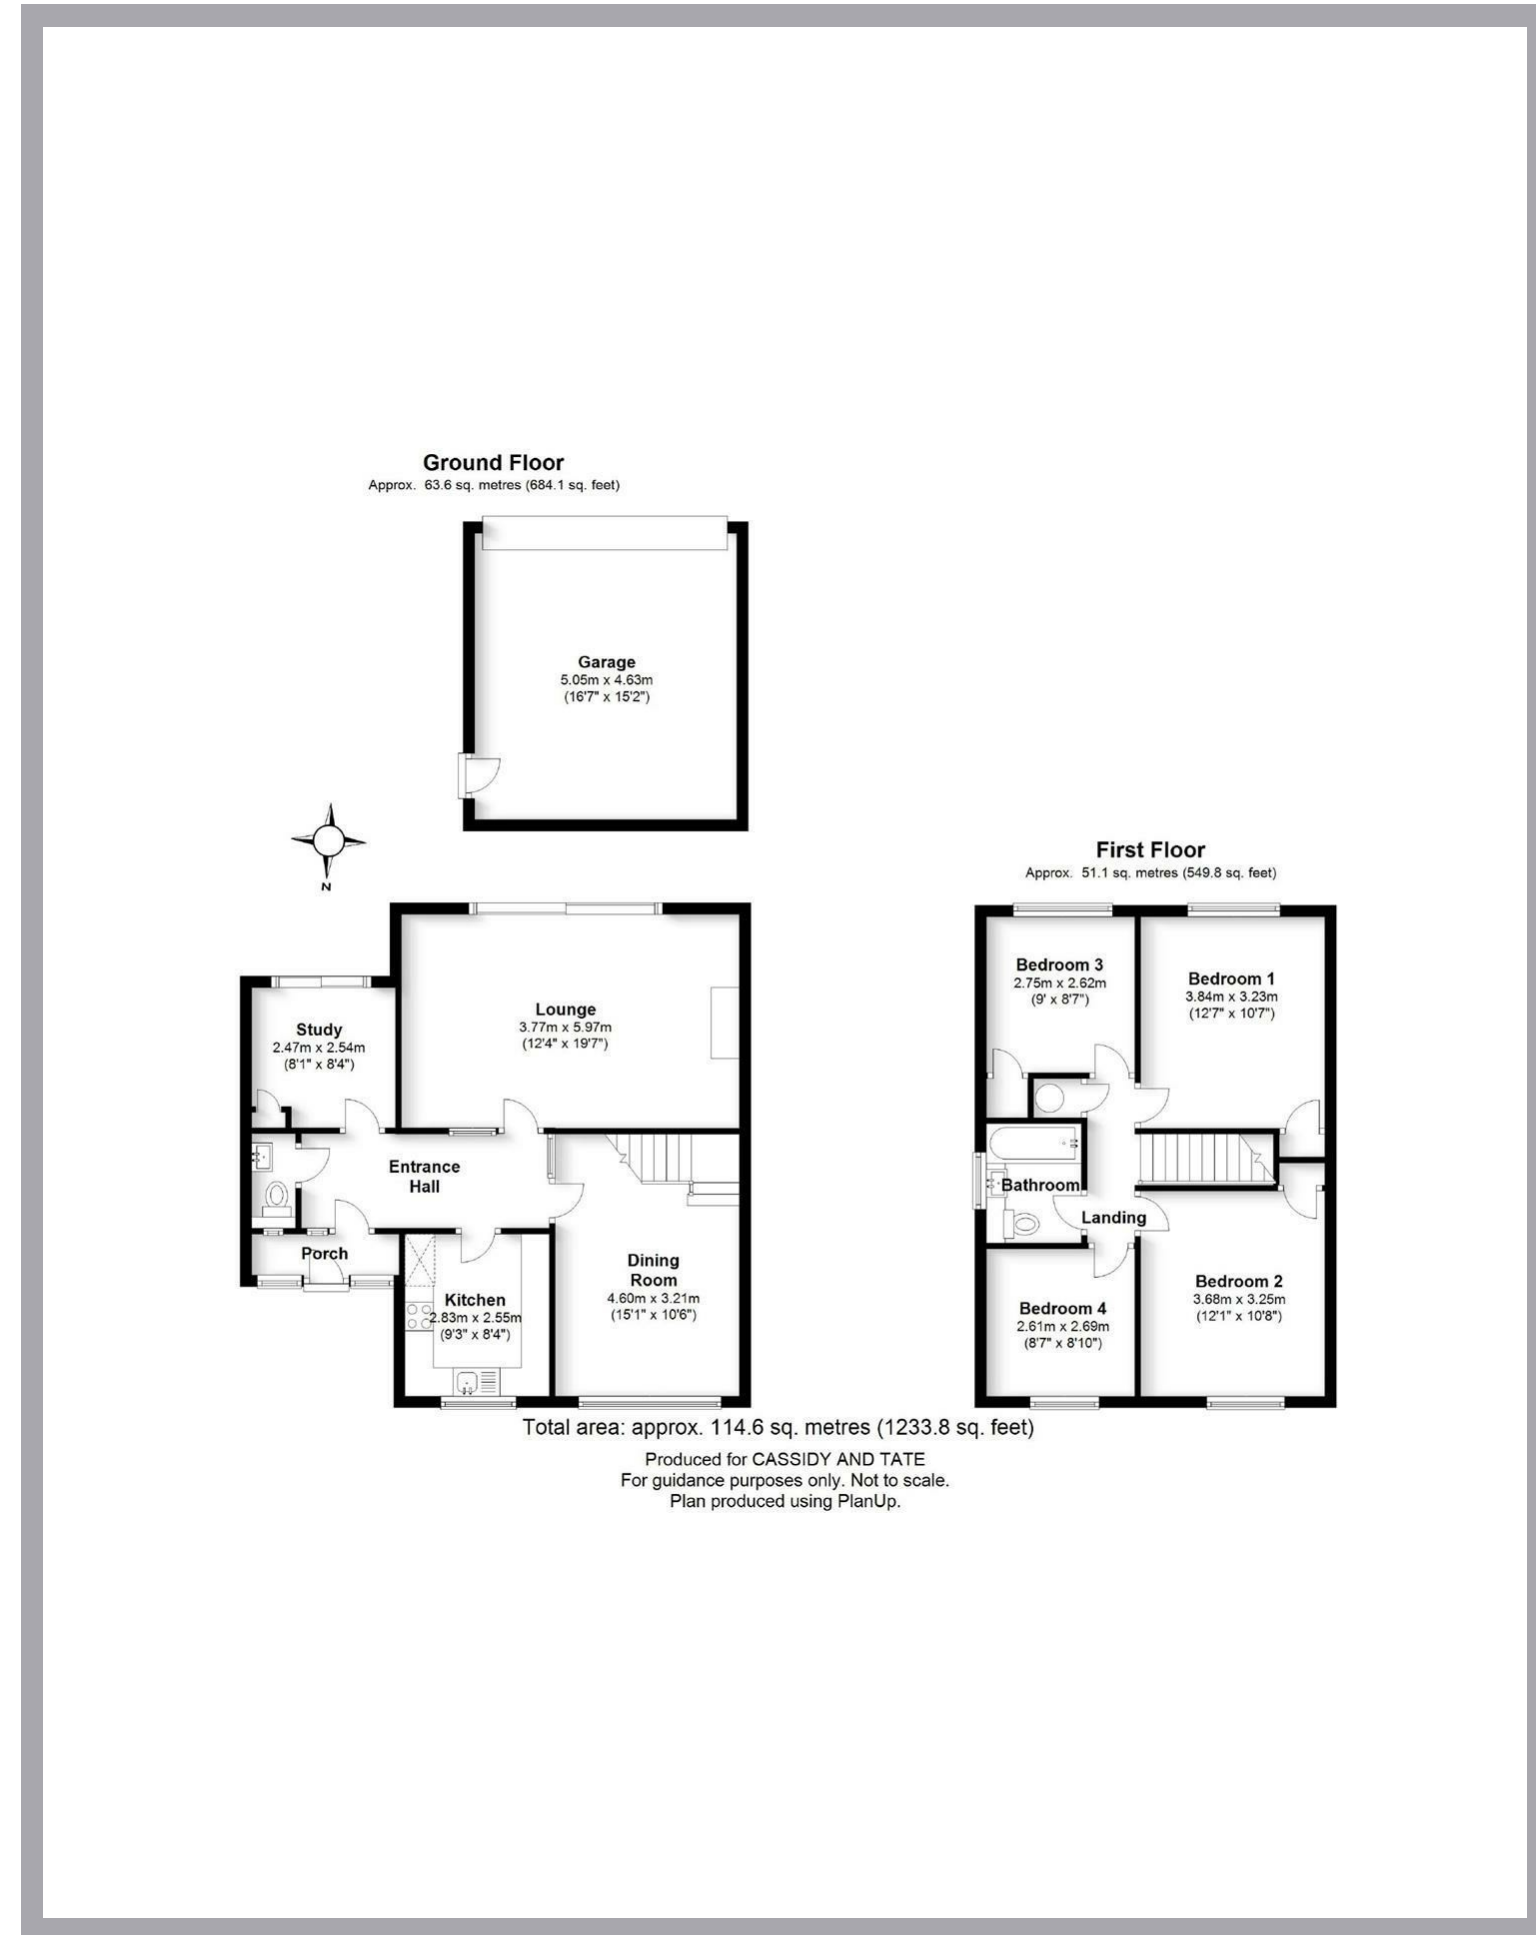 Ground Floor
Approx. 63.6 sq. metres (684.1 sq. feet)
Garage
5.05m x 4.63m
(16'7" x 15'2")
N
Lounge
3.77m x 5.97m
(12'4" x 19'7")
Study
2.47m x 2.54m
(8'1" x 8'4")
Entrance
Hall
Porch
Kitchen
2.83m x 2.55m
(9'3" x 8'4")
Dining
Room
4.60m x 3.21m
(15'1" x 10'6")
First Floor
Approx. 51.1 sq. metres (549.8 sq. feet)
Bedroom 3
2.75m x 2.62m
(9' x 8'7")
Bedroom 1
3.84m x 3.23m
(12'7" x 10'7")
Bathroom
Landing
Bedroom 4
2.61m x 2.69m
(8'7" x 8'10")
Bedroom 2
3.68m x 3.25m
(12'1" x 10'8")
Total area: approx. 114.6 sq. metres (1233.8 sq. feet)
Produced for CASSIDY AND TATE
For guidance purposes only. Not to scale.
Plan produced using PlanUp.